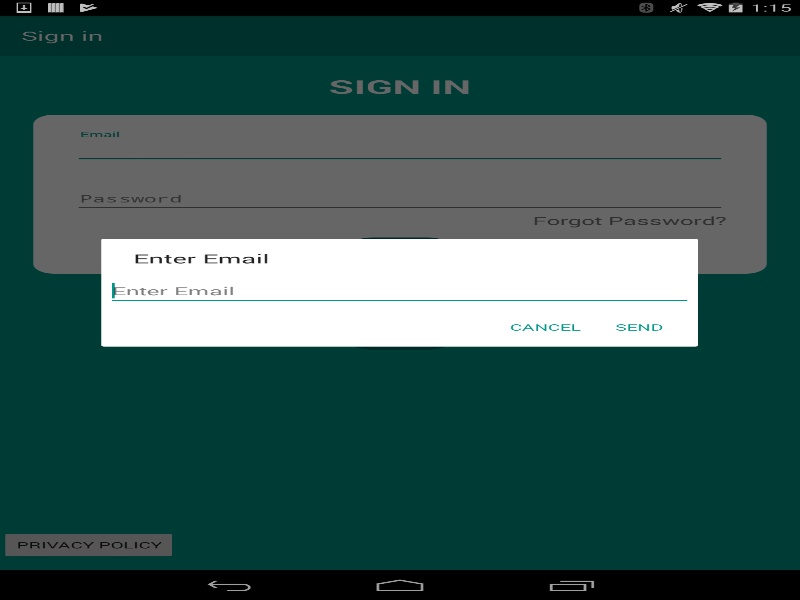 1:15
Sign in
SIGN IN
Email
Password
Forgot Password?
Enter Email
Enter Email
CANCEL SEND
PRIVACY POLICY